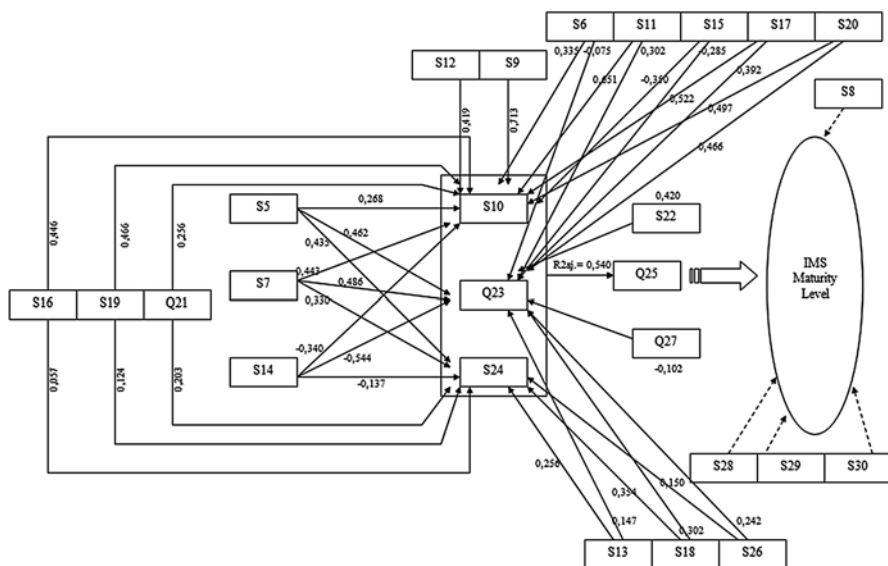 S6 S11 S15 S17 S20
0,335 -0,075 0,302 -0,285 0,392
0,651 -0,350 0,522 0,497 0,466
S12 S9
0,419 0,713
S8
S5 0,268 S10
0,462
0,435
S7 0,443
0,486
0,330
S14 -0,340
-0,544
-0,137
0,446 0,466 0,256
S16 S19 Q21
0,057 0,124 0,203
Q23
S24
0,420
S22
R2aj.= 0,540 Q25
Q27
-0,102
IMS
Maturity
Level
S28 S29 S30
0,256 0,354 0,150
0,147 0,302 0,242
S13 S18 S26